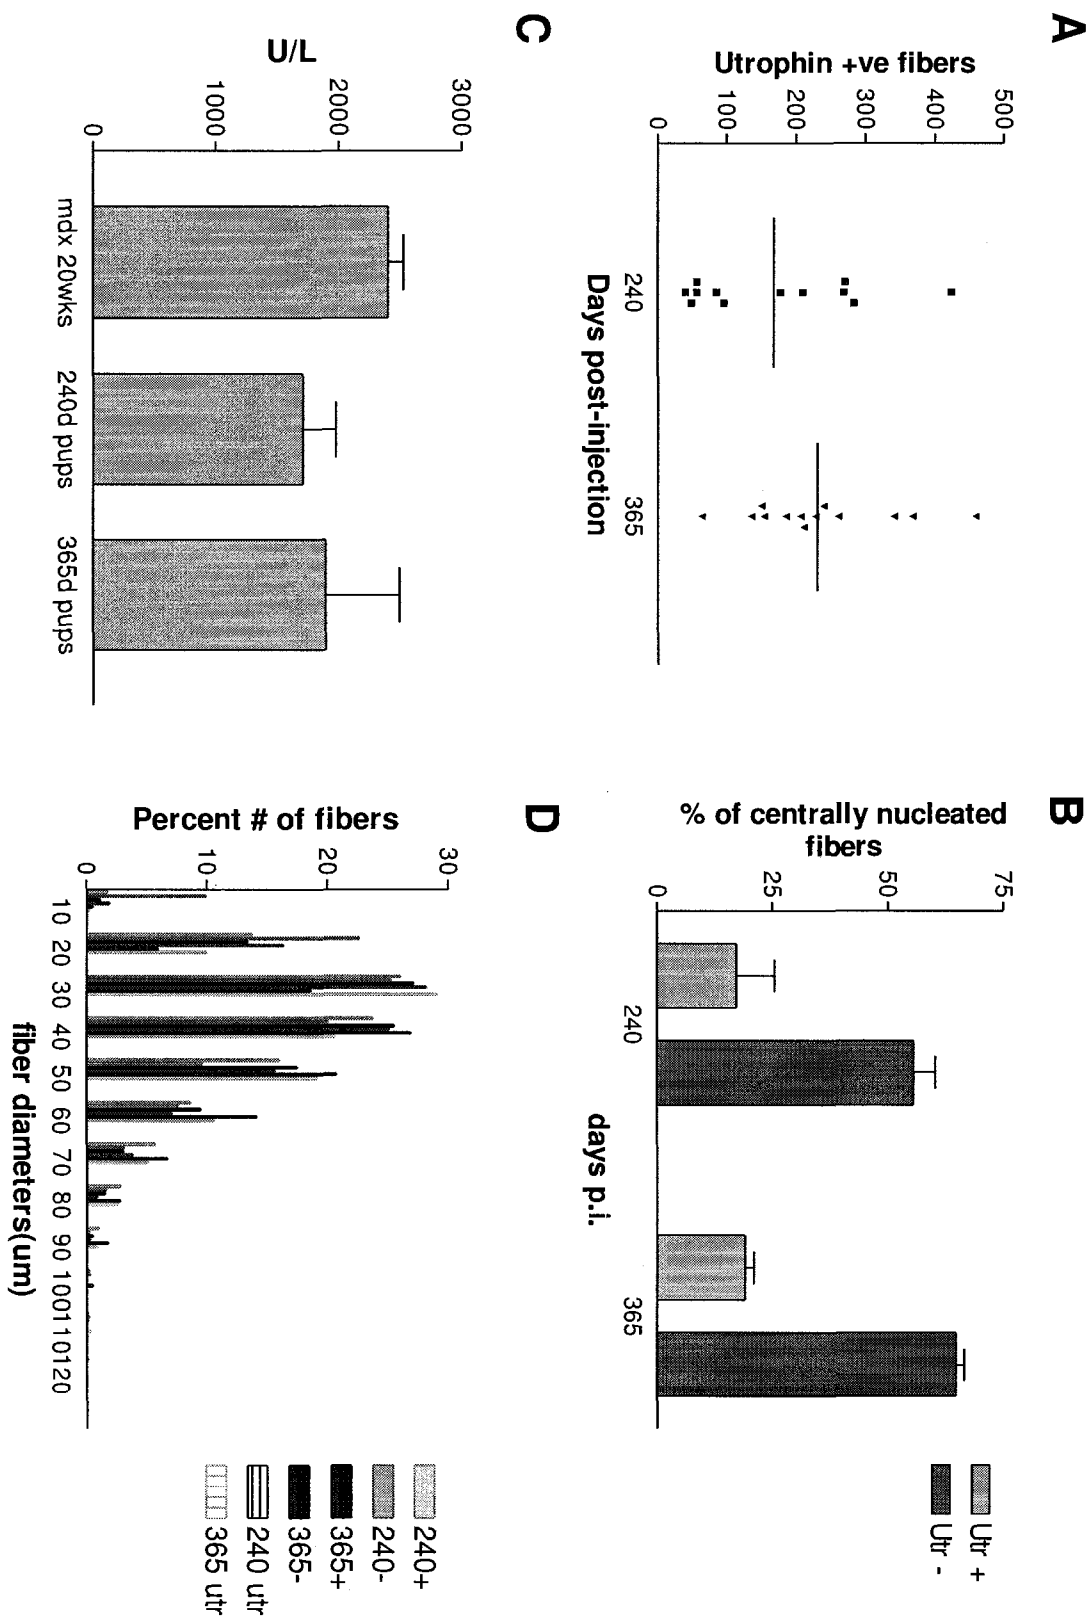 A
Utrophin +ve fibers
500
400
300
200
100
0
240
365
Days post-injection
B
% of centrally nucleated
fibers
75
50
25
0
240
365
days p.i.
Utr +
Utr -
C
U/L
3000
2000
1000
0
mdx 20wks
240d pups
365d pups
D
Percent # of fibers
30
20
10
0
10 20 30 40 50 60 70 80 90 100110120
fiber diameters(um)
240+
240-
365+
365-
240 utr
365 utr